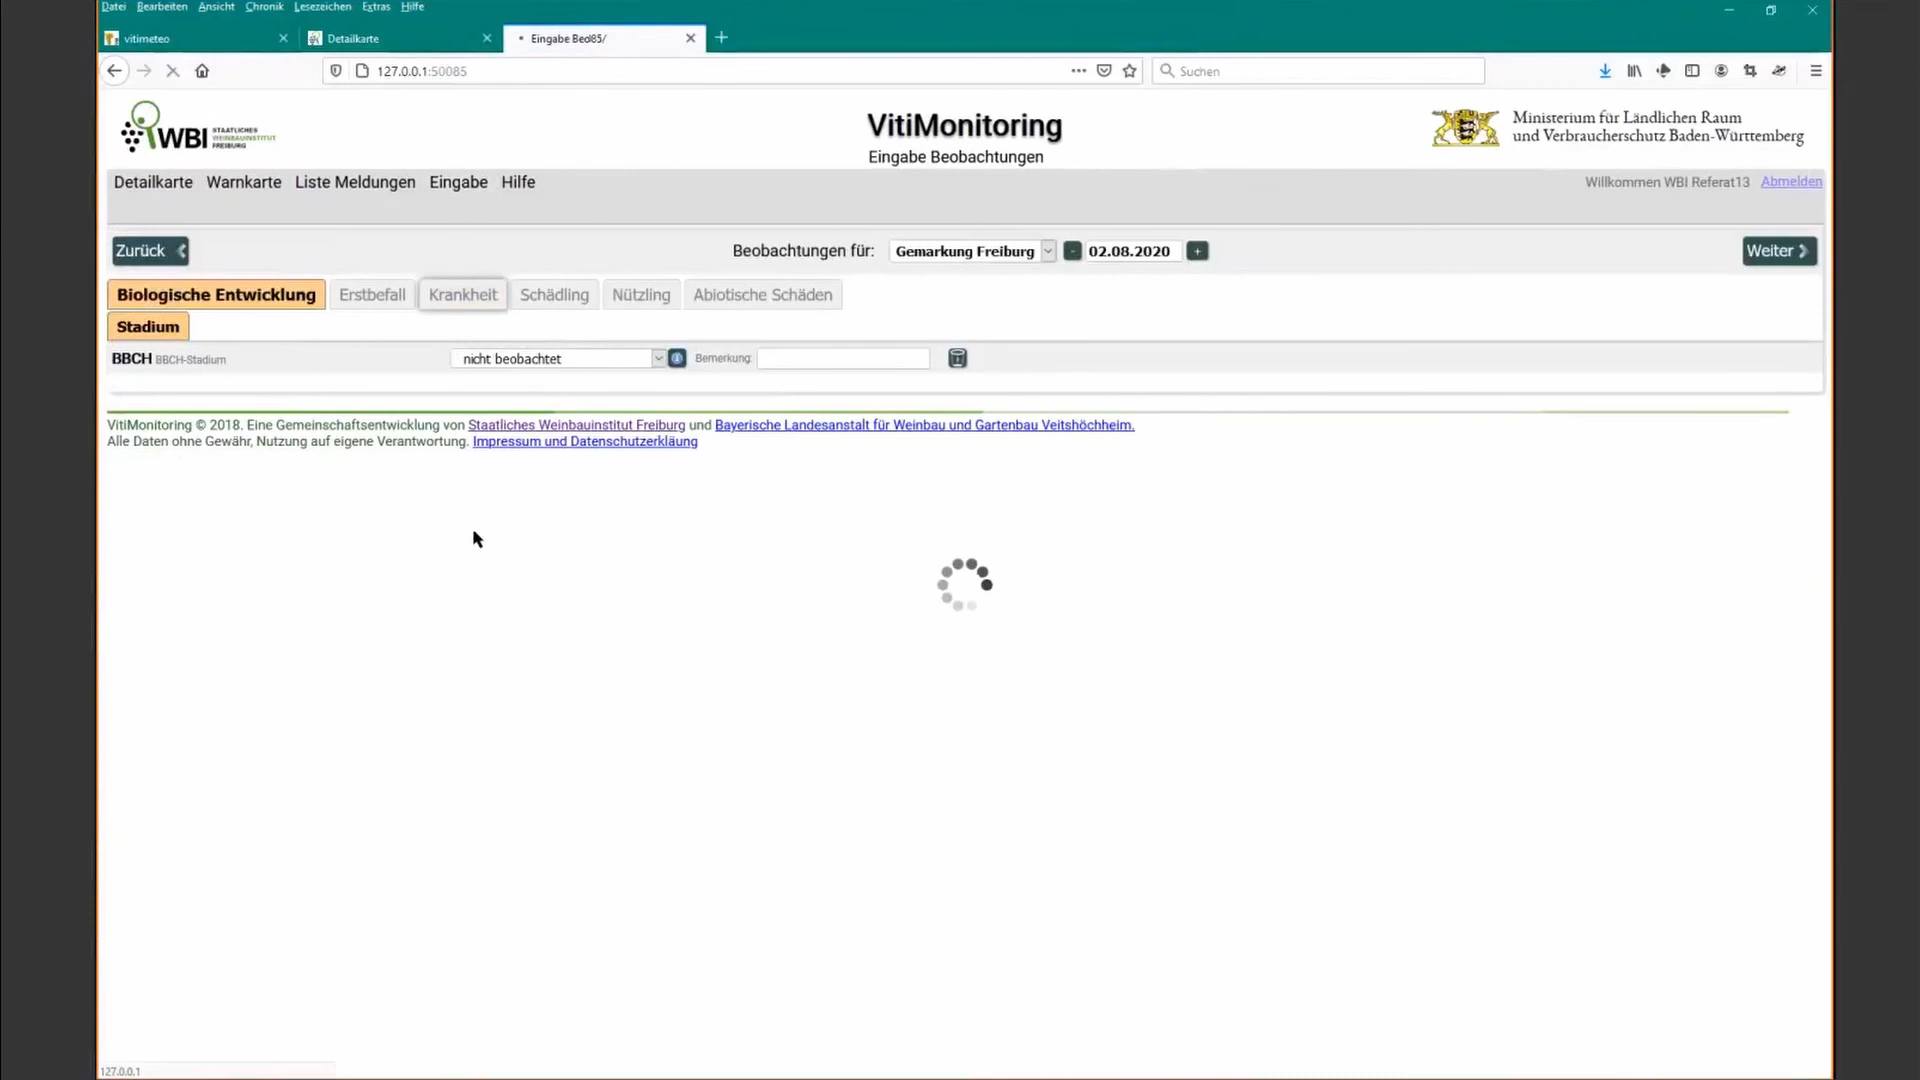 Datei Bearbeiten Ansicht Chronik Lesezeichen Extras Hilfe
vitimeteo Detailkarte Eingabe Beol85/
127.0.0.1:50085 Suchen
WBI STAATLICHES
WEINBAUINSTITUT
FREIBURG
VitiMonitoring
Eingabe Beobachtungen
Ministerium für Ländlichen Raum
und Verbraucherschutz Baden-Württemberg
Detailkarte Warnkarte Liste Meldungen Eingabe Hilfe
Willkommen WBI Referat13 Abmelden
Zurück Beobachtungen für: Gemarkung Freiburg - 02.08.2020 + Weiter
Biologische Entwicklung Erstbefall Krankheit Schädling Nützling Abiotische Schäden
Stadium
BBCH BBCH-Stadium nicht beobachtet Bemerkung:
VitiMonitoring © 2018. Eine Gemeinschaftsentwicklung von Staatliches Weinbauinstitut Freiburg und Bayerische Landesanstalt für Weinbau und Gartenbau Veitshöchheim.
Alle Daten ohne Gewähr, Nutzung auf eigene Verantwortung. Impressum und Datenschutzerkläung
127.0.0.1